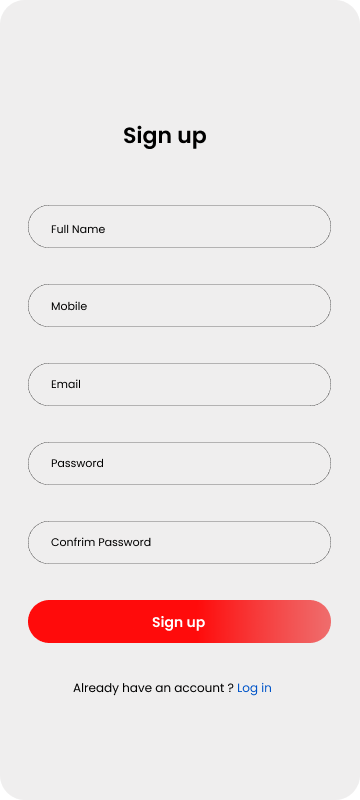 Sign up
Full Name
Mobile
Email
Password
Confrim Password
Sign up
Already have an account ? Log in